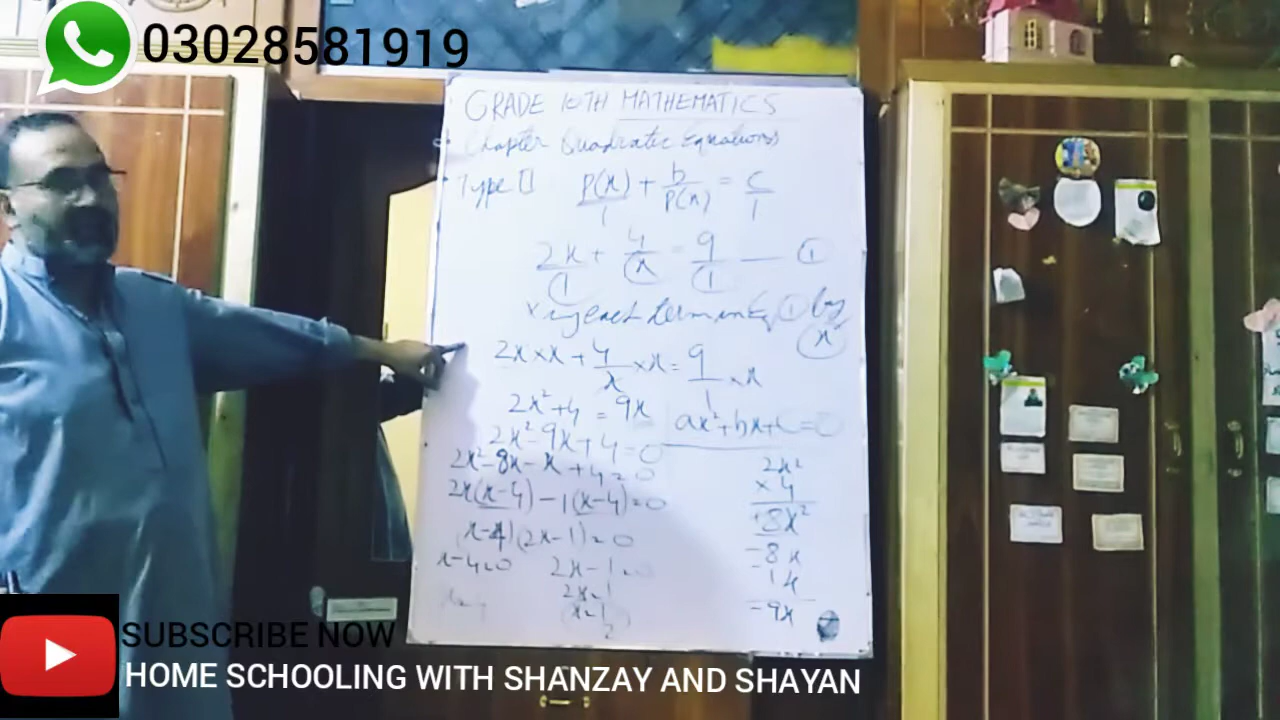 03028581919
GRADE 10TH MATHEMATICS
Chapter Quadratic Equations
Type II P(x)/1 + b/P(x) = c/1
2x/1 + 4/x = 9/1 — ①
×ing each term in Eq ① by x
2x × x + 4/x × x = 9/1 × x
2x² + 4 = 9x
ax² + bx + c = 0
2x² - 9x + 4 = 0
2x² - 8x - x + 4 = 0
2x(x-4) - 1(x-4) = 0
(x-4)(2x-1) = 0
x-4=0 2x-1=0
2x=1
x=1/2
2x²
× 4
+8x²
-8x
-9x
SUBSCRIBE NOW
HOME SCHOOLING WITH SHANZAY AND SHAYAN